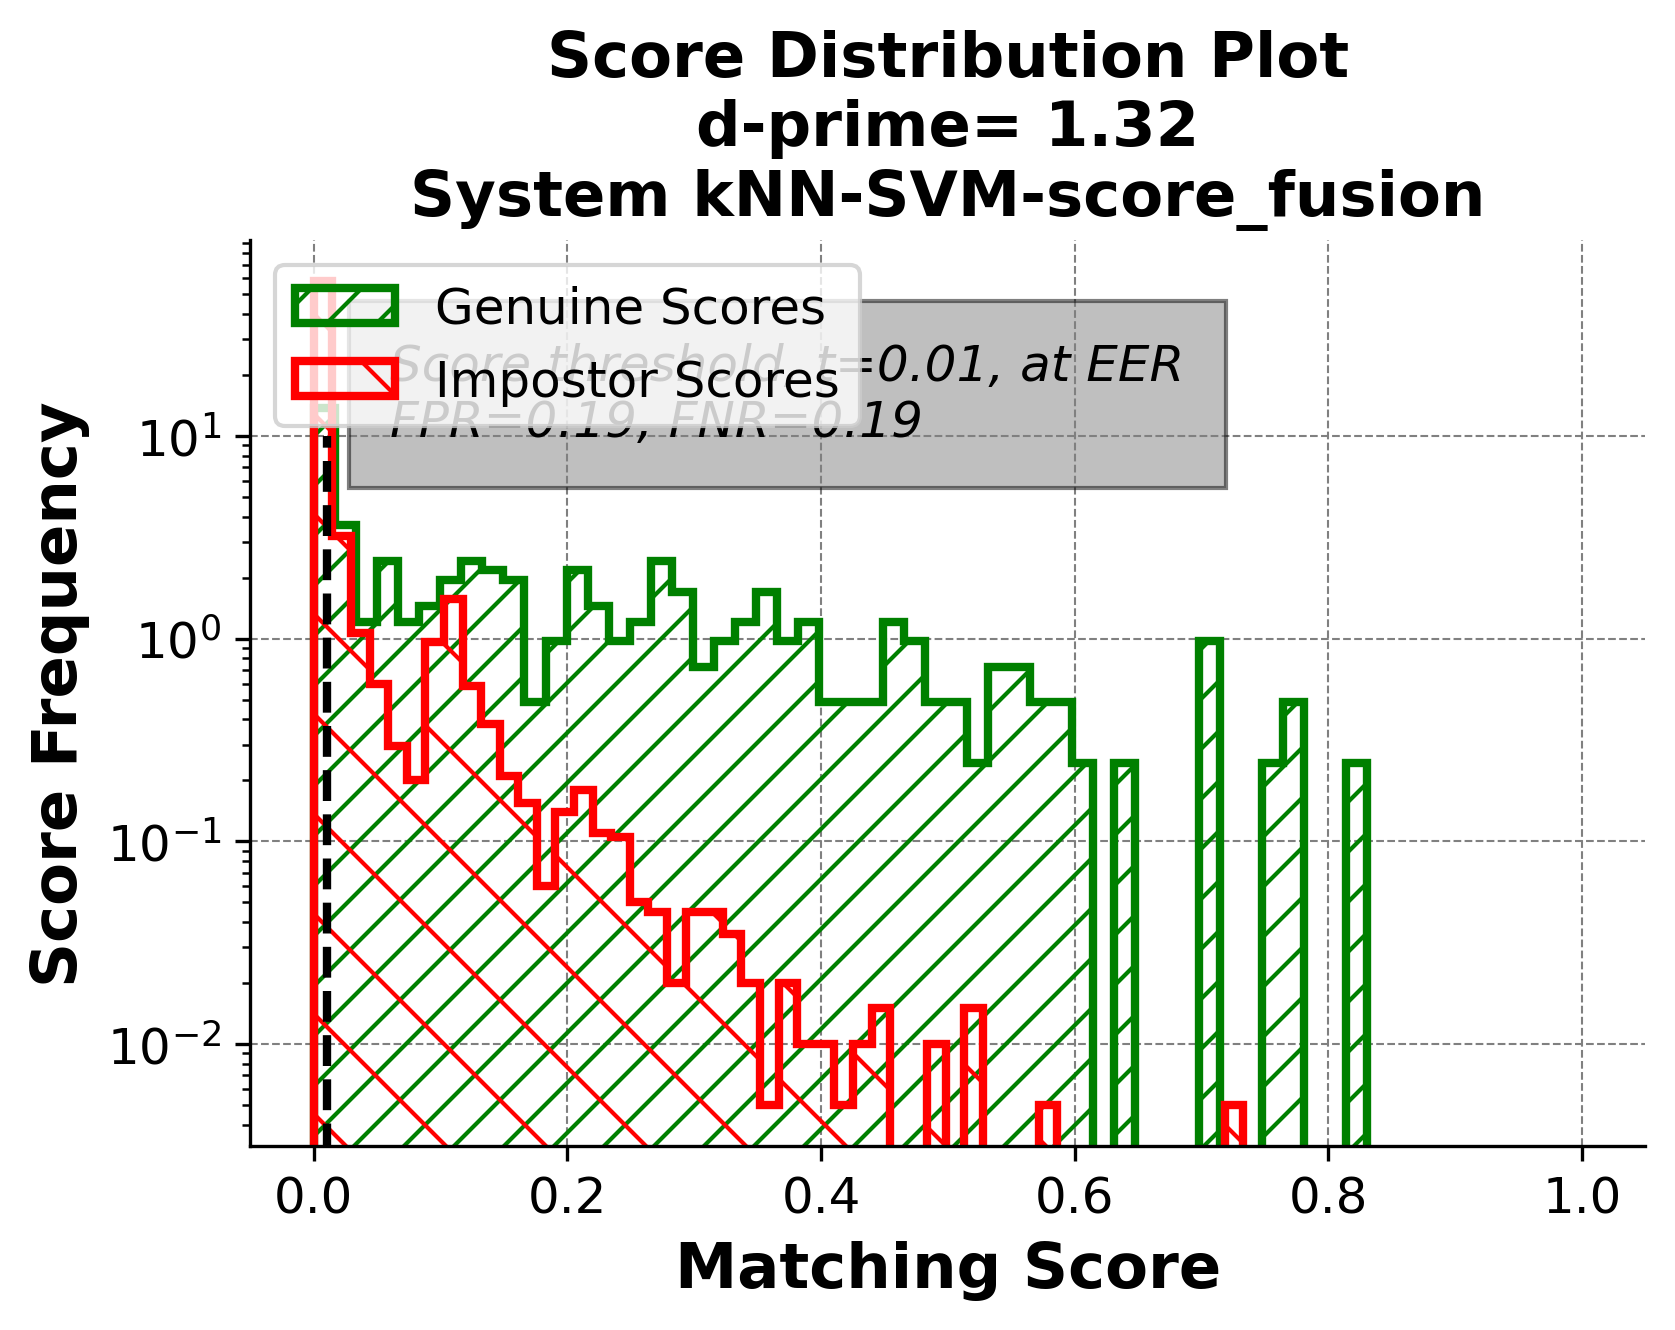 Score Distribution Plot
d-prime= 1.32
System kNN-SVM-score_fusion
Genuine Scores
Impostor Scores
Score threshold, t=0.01, at EER
FPR=0.19, FNR=0.19
Score Frequency
10¹
10⁰
10⁻¹
10⁻²
0.0 0.2 0.4 0.6 0.8 1.0
Matching Score